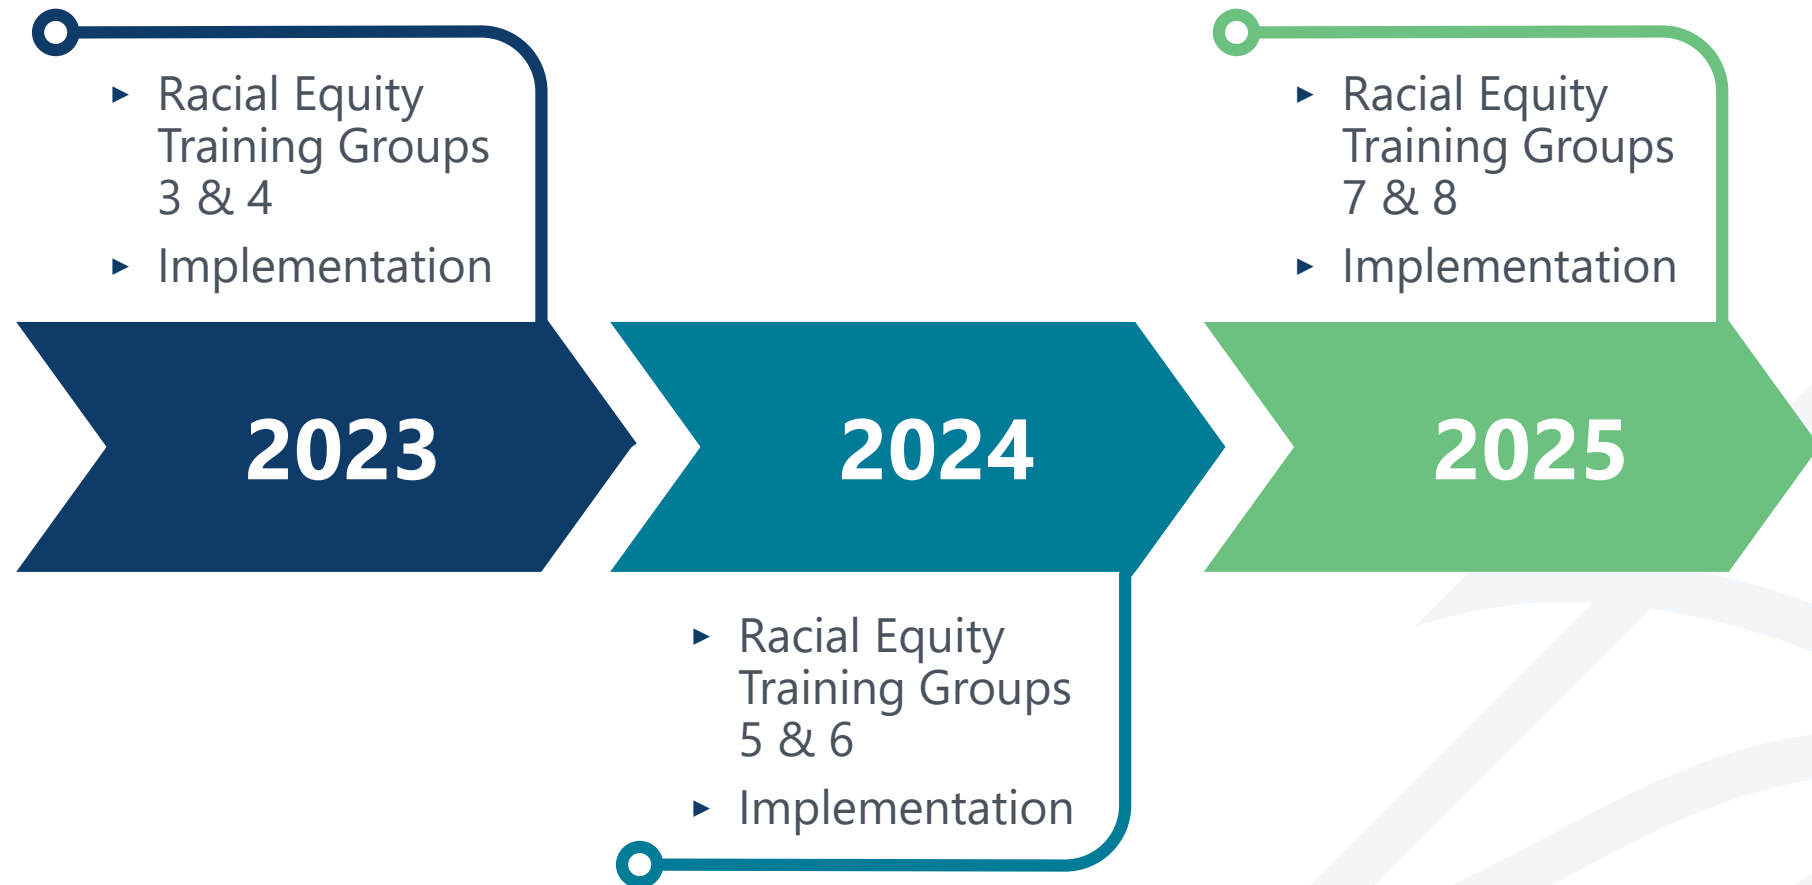 ► Racial Equity
Training Groups
3 & 4
► Implementation
2023
2024
► Racial Equity
Training Groups
5 & 6
► Implementation
► Racial Equity
Training Groups
7 & 8
► Implementation
2025